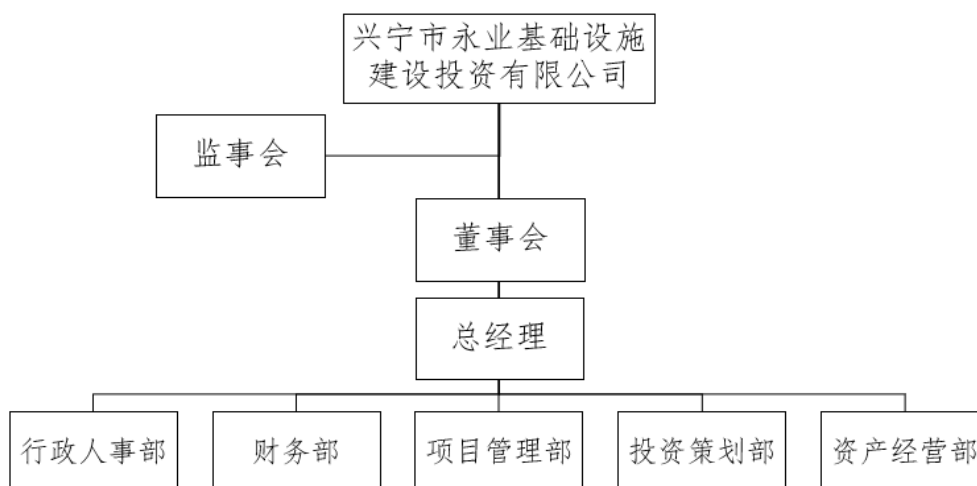 兴宁市永业基础设施
建设投资有限公司
监事会
董事会
总经理
行政人事部
财务部
项目管理部
投资策划部
资产经营部